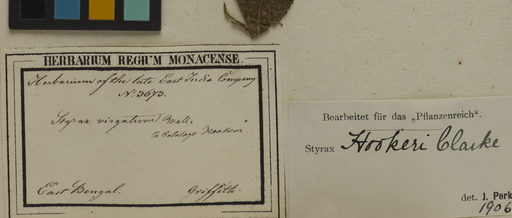 HERBARIUM REGIUM MONACENSE.
Herbarium of the late East India Company
No. 3673.
Styrax virgatum Wall.
East Bengal. Griffith.
Bearbeitet für das „Pflanzenreich".
Styrax Hookeri Clarke
det. J. Perk
1906